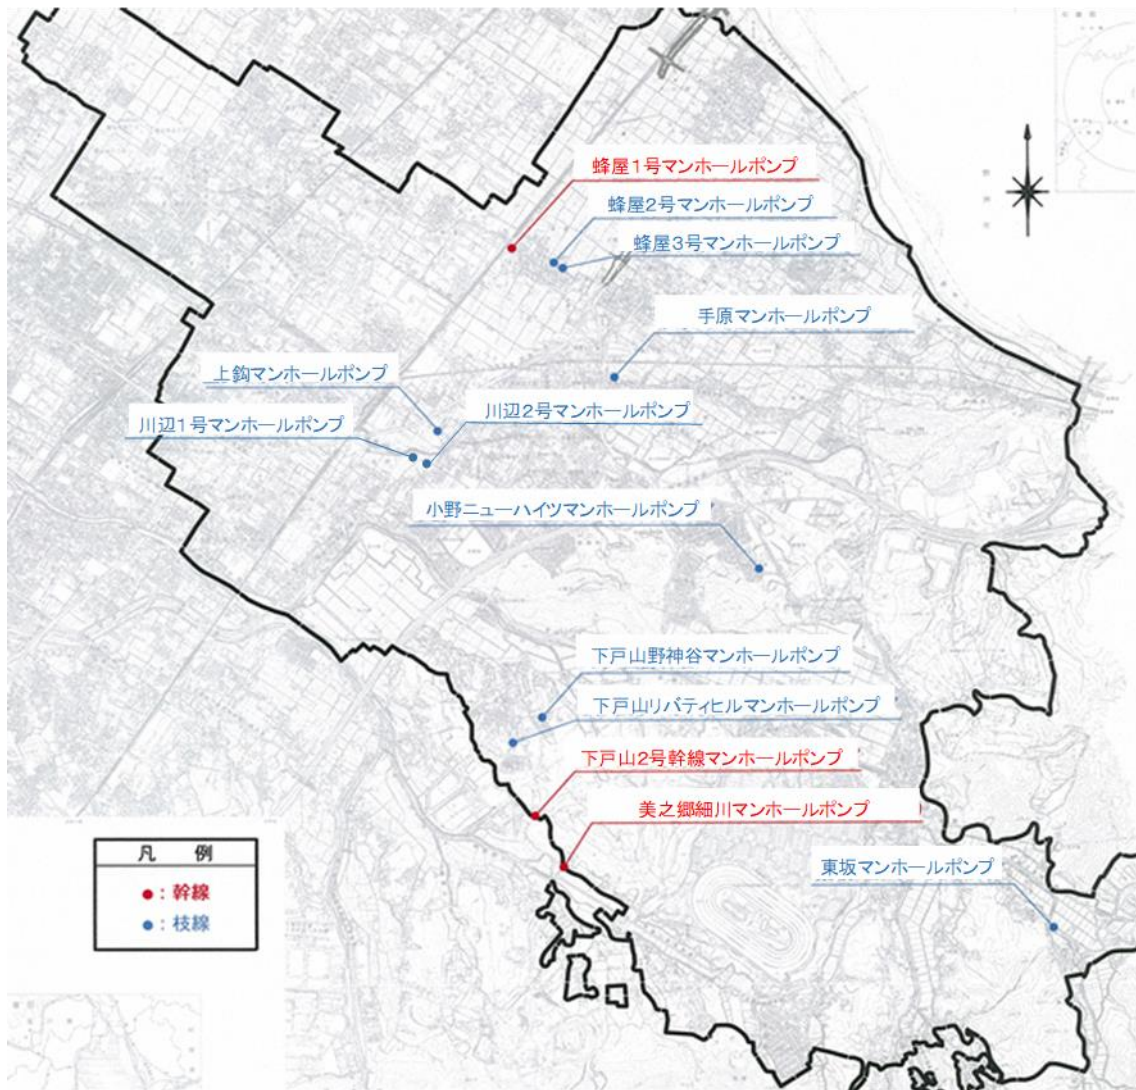 蜂屋1号マンホールポンプ
蜂屋2号マンホールポンプ
蜂屋3号マンホールポンプ
手原マンホールポンプ
上鈎マンホールポンプ
川辺2号マンホールポンプ
川辺1号マンホールポンプ
小野ニューハイツマンホールポンプ
下戸山野神谷マンホールポンプ
下戸山リバティヒルマンホールポンプ
下戸山2号幹線マンホールポンプ
美之郷細川マンホールポンプ
東坂マンホールポンプ
凡 例
●:幹線
●:枝線